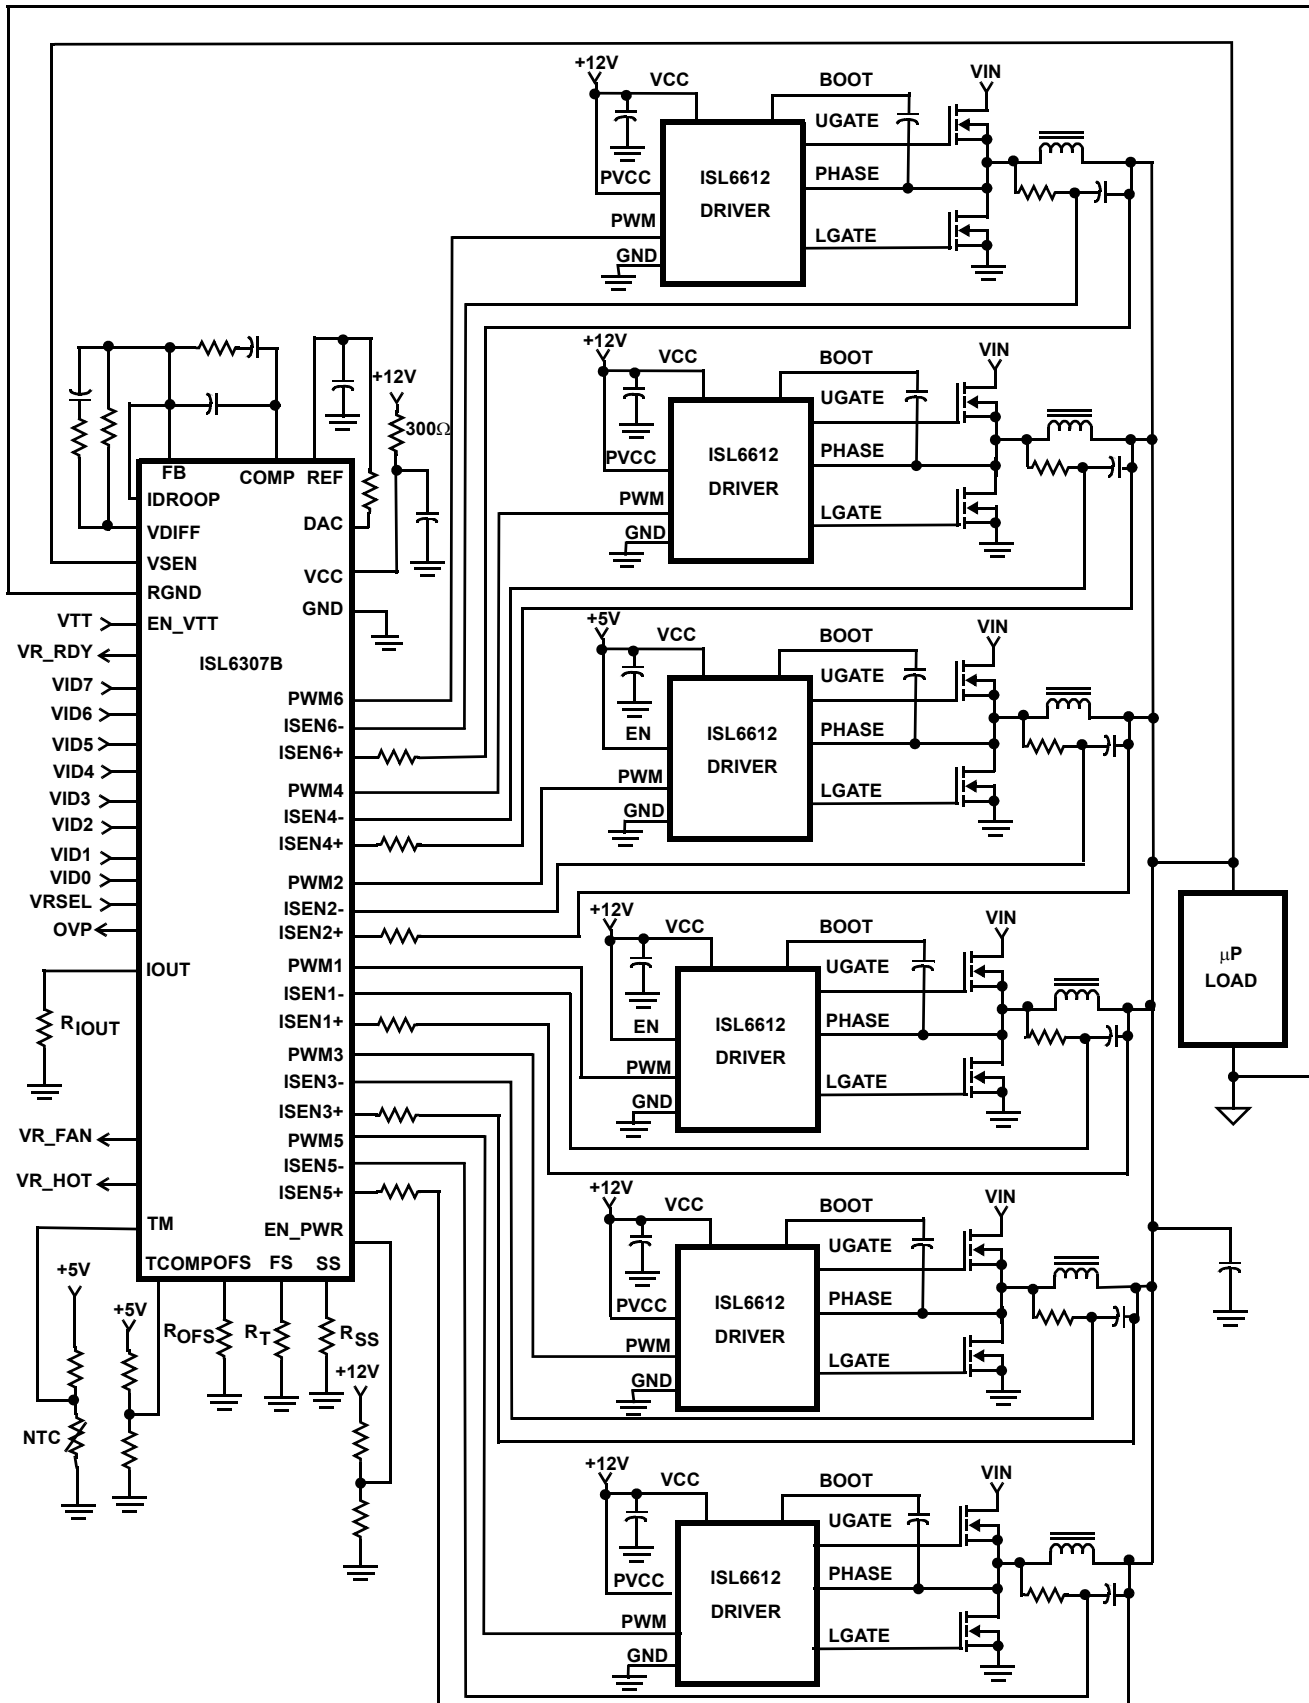 +12V
VCC
BOOT
VIN
UGATE
PVCC
ISL6612
DRIVER
PHASE
PWM
LGATE
GND
+12V
VCC
BOOT
VIN
UGATE
PVCC
ISL6612
DRIVER
PHASE
PWM
LGATE
GND
+5V
VCC
BOOT
VIN
UGATE
EN
ISL6612
DRIVER
PHASE
PWM
LGATE
GND
+12V
VCC
BOOT
VIN
UGATE
EN
ISL6612
DRIVER
PHASE
PWM
LGATE
GND
+12V
VCC
BOOT
VIN
UGATE
PVCC
ISL6612
DRIVER
PHASE
PWM
LGATE
GND
+12V
VCC
BOOT
VIN
UGATE
PVCC
ISL6612
DRIVER
PHASE
PWM
LGATE
GND
+12V
300Ω
FB
COMP
REF
IDROOP
VDIFF
DAC
VSEN
VCC
RGND
GND
VTT
EN_VTT
VR_RDY
ISL6307B
VID7
VID6
VID5
VID4
VID3
VID2
VID1
VID0
VRSEL
OVP
PWM6
ISEN6-
ISEN6+
PWM4
ISEN4-
ISEN4+
PWM2
ISEN2-
ISEN2+
PWM1
ISEN1-
ISEN1+
PWM3
ISEN3-
ISEN3+
PWM5
ISEN5-
ISEN5+
EN_PWR
IOUT
RIOUT
VR_FAN
VR_HOT
TM
TCOMP
OFS
FS
SS
+5V
+5V
ROFS
RT
RSS
+12V
NTC
μP
LOAD